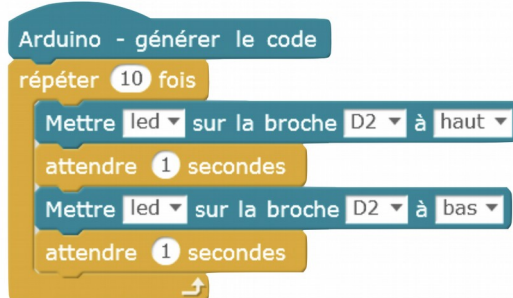 Arduino - générer le code
répéter 10 fois
Mettre led sur la broche D2 à haut
attendre 1 secondes
Mettre led sur la broche D2 à bas
attendre 1 secondes